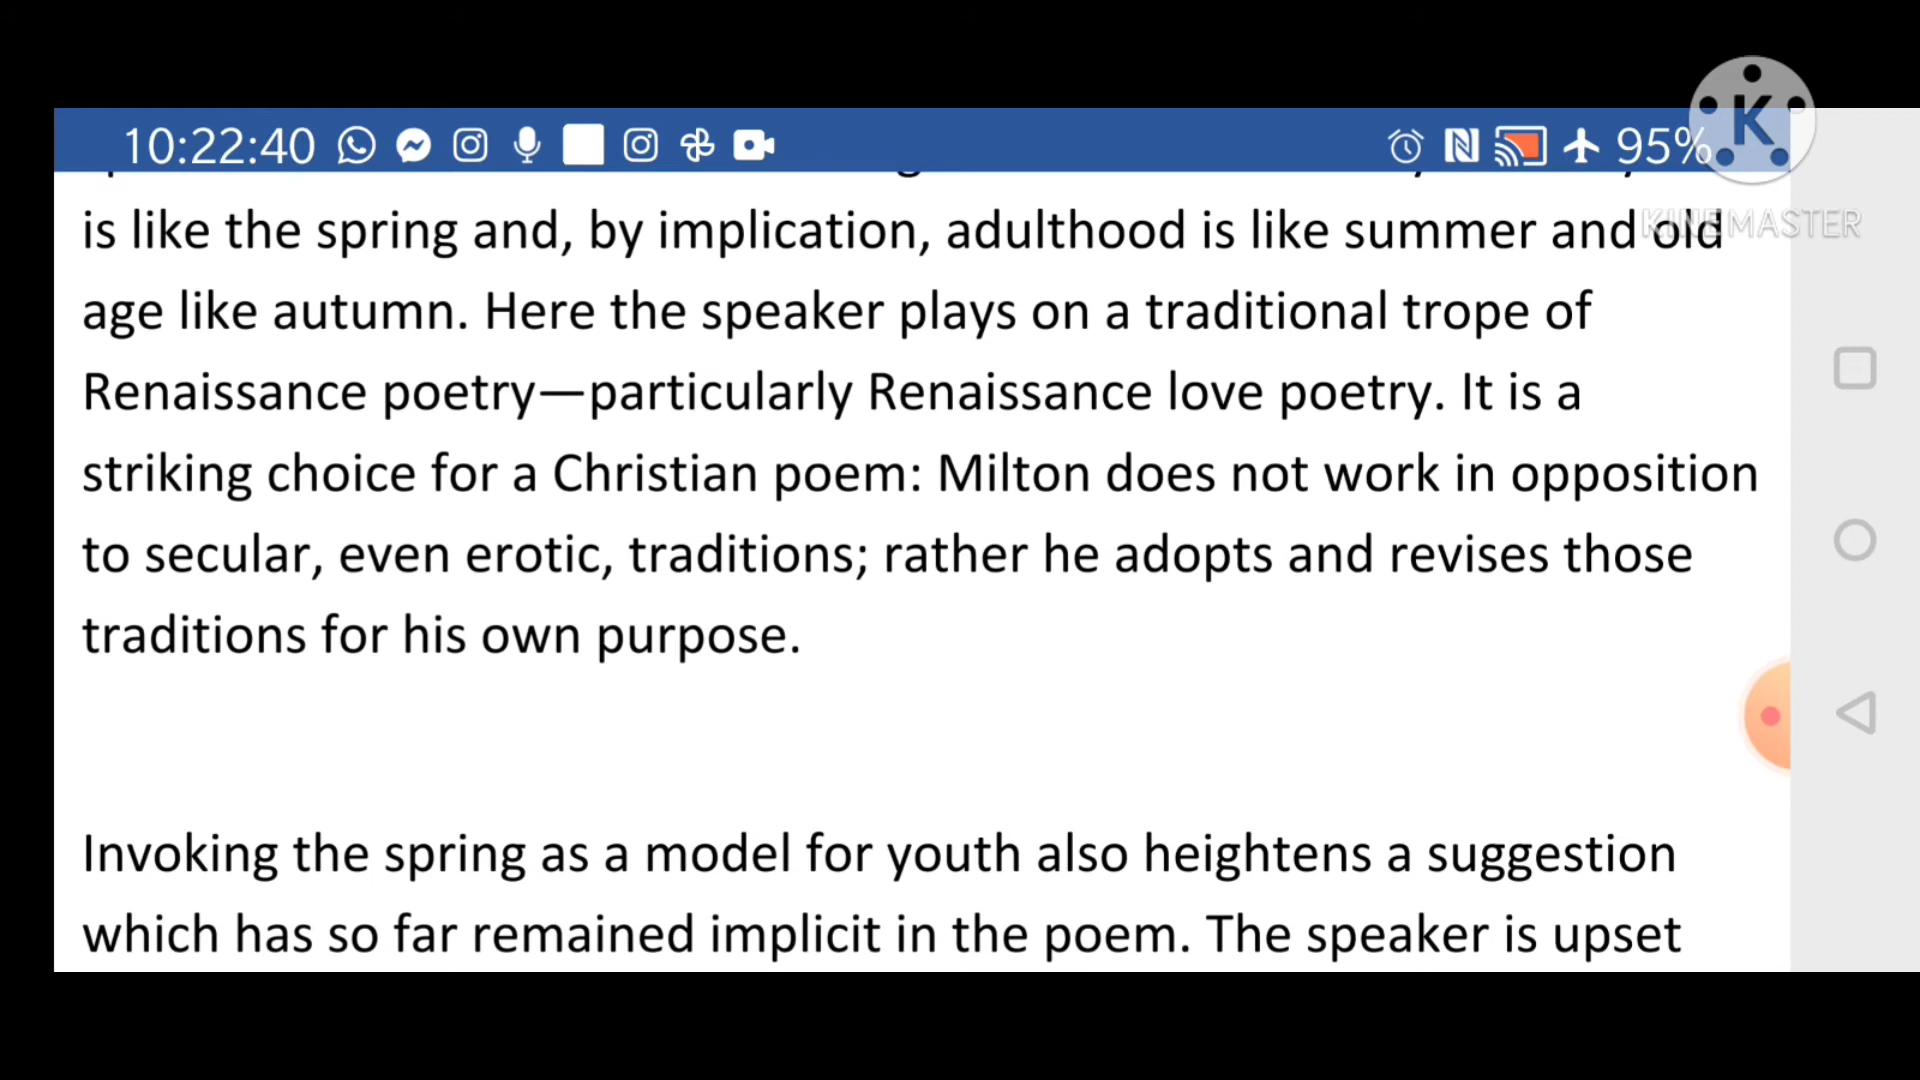 10:22:40
95%
K
KINEMASTER
is like the spring and, by implication, adulthood is like summer and old
age like autumn. Here the speaker plays on a traditional trope of
Renaissance poetry—particularly Renaissance love poetry. It is a
striking choice for a Christian poem: Milton does not work in opposition
to secular, even erotic, traditions; rather he adopts and revises those
traditions for his own purpose.
Invoking the spring as a model for youth also heightens a suggestion
which has so far remained implicit in the poem. The speaker is upset